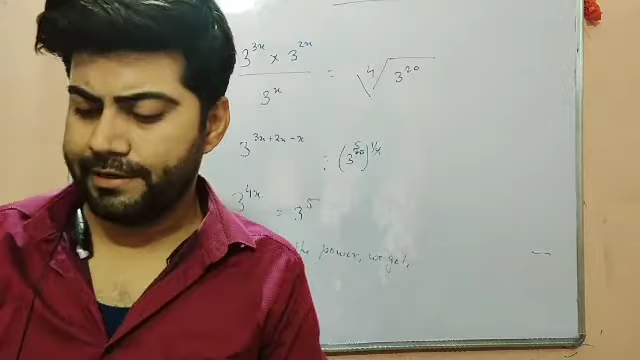 3^{3x} × 3^{2x} / 3^x = ∜3^{20}
3^{3x+2x-x} = (3^{20})^{1/4} 5
3^{4x} = 3^5
the power, we get,